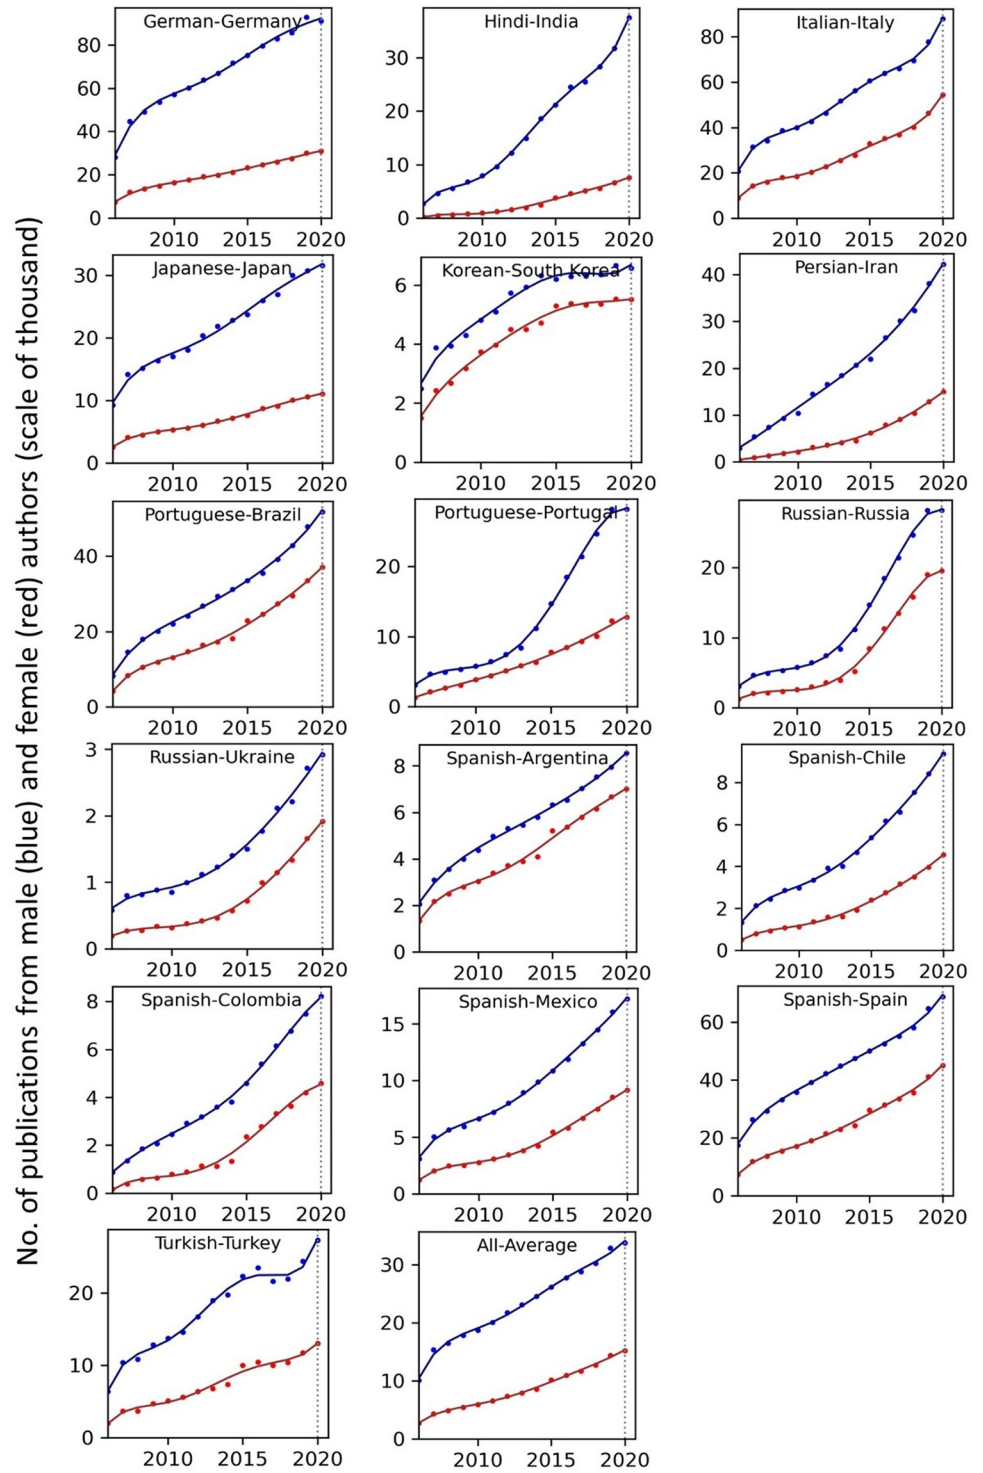 No. of publications from male (blue) and female (red) authors (scale of thousand)
German-Germany
80
60
40
20
0
2010 2015 2020
Hindi-India
30
20
10
0
2010 2015 2020
Italian-Italy
80
60
40
20
0
2010 2015 2020
Japanese-Japan
30
20
10
0
2010 2015 2020
Korean-South Korea
6
4
2
0
2010 2015 2020
Persian-Iran
40
30
20
10
0
2010 2015 2020
Portuguese-Brazil
40
20
0
2010 2015 2020
Portuguese-Portugal
20
10
0
2010 2015 2020
Russian-Russia
20
10
0
2010 2015 2020
Russian-Ukraine
3
2
1
0
2010 2015 2020
Spanish-Argentina
8
6
4
2
0
2010 2015 2020
Spanish-Chile
8
6
4
2
0
2010 2015 2020
Spanish-Colombia
8
6
4
2
0
2010 2015 2020
Spanish-Mexico
15
10
5
0
2010 2015 2020
Spanish-Spain
60
40
20
0
2010 2015 2020
Turkish-Turkey
20
10
0
2010 2015 2020
All-Average
30
20
10
0
2010 2015 2020